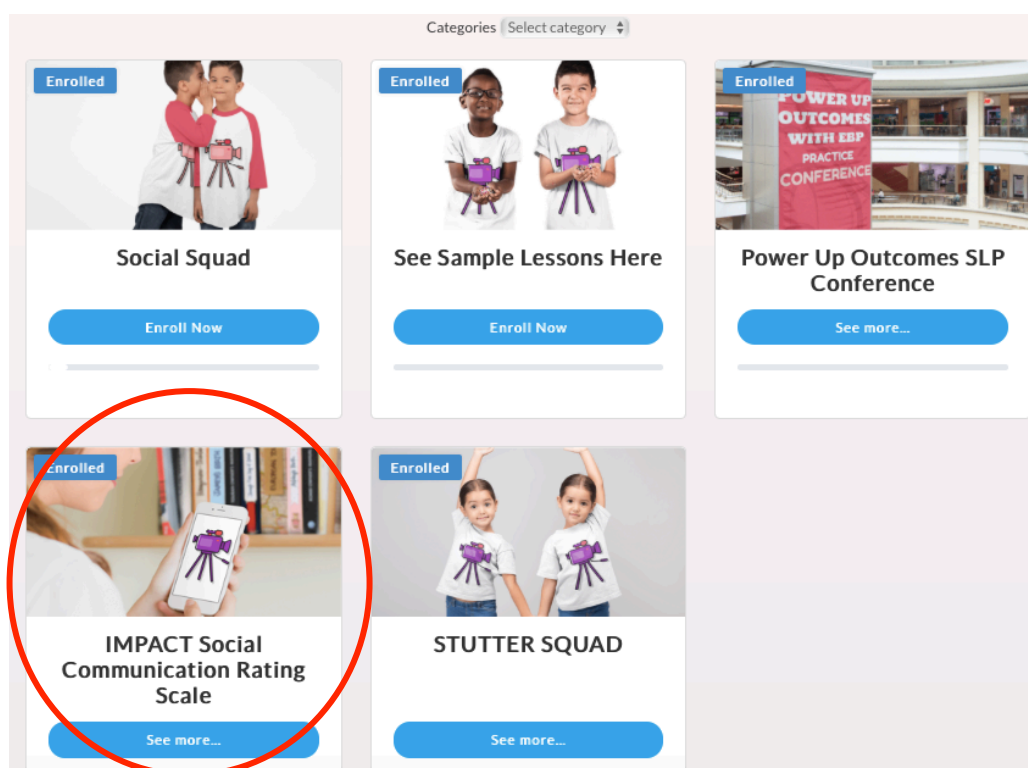 Categories Select category
Enrolled
Enrolled
Enrolled
POWER UP
OUTCOMES
WITH EBP
PRACTICE
CONFERENCE
Social Squad
See Sample Lessons Here
Power Up Outcomes SLP
Conference
Enroll Now
Enroll Now
See more...
Enrolled
Enrolled
IMPACT Social
Communication Rating
Scale
STUTTER SQUAD
See more...
See more...